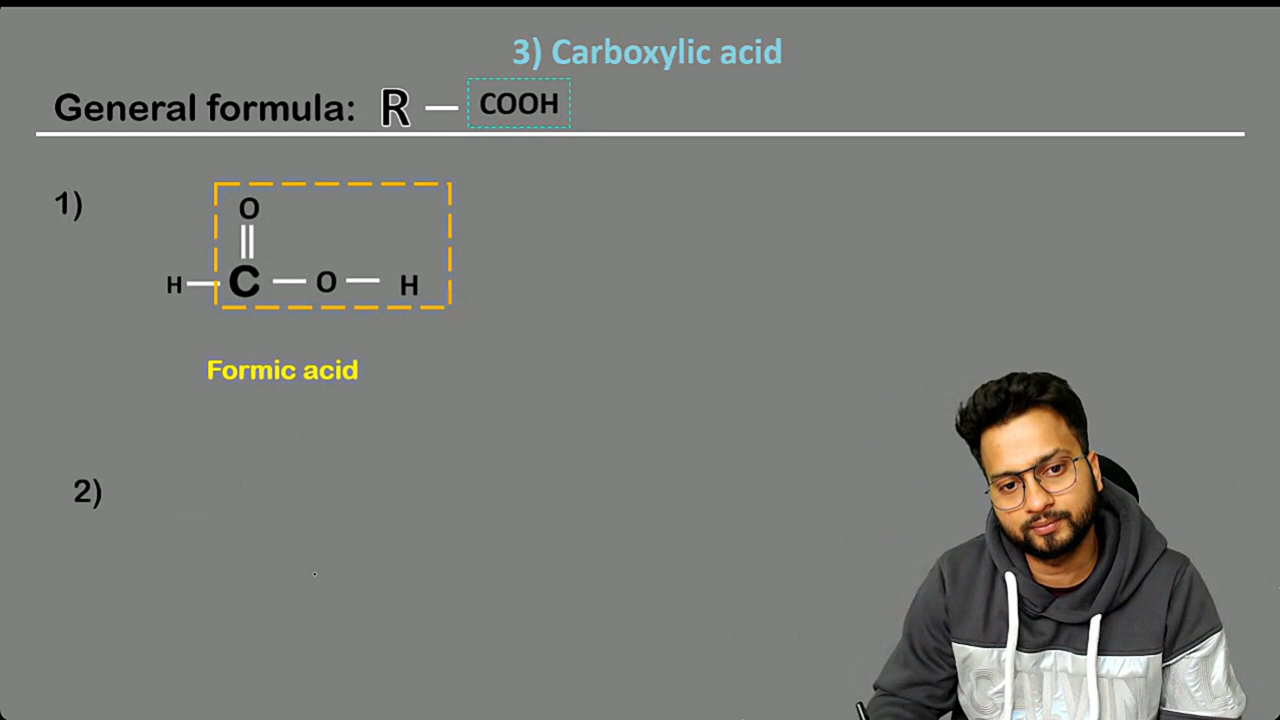 3) Carboxylic acid
General formula: R — COOH
1)
O
||
H — C — O — H
Formic acid
2)